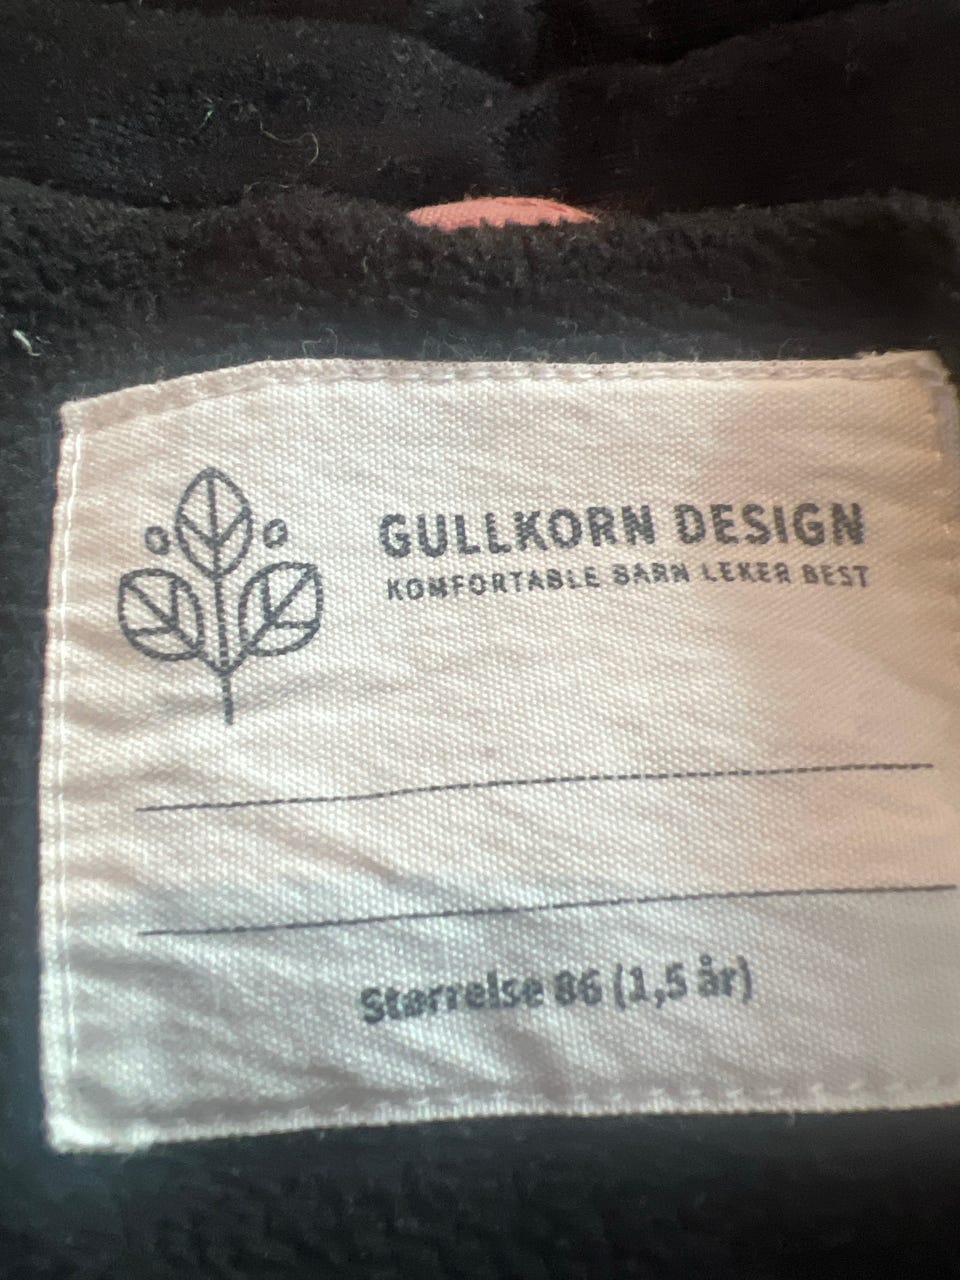 GULLKORN DESIGN
KOMFORTABLE BARN LEKER BEST
Størrelse 86 (1,5 år)